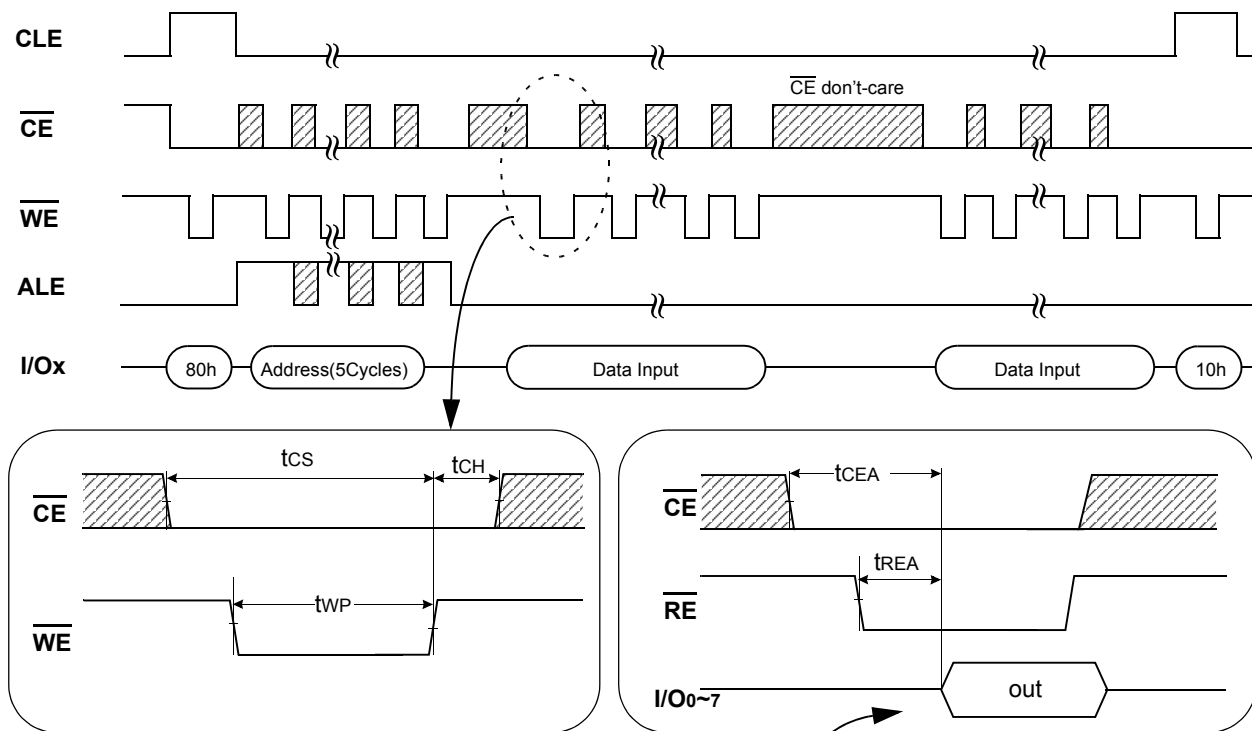 CLE
CE don't-care
CE
WE
ALE
I/Ox
80h
Address(5Cycles)
Data Input
Data Input
10h
tCS
tCH
CE
tWP
WE
tCEA
CE
tREA
RE
I/O0~7
out